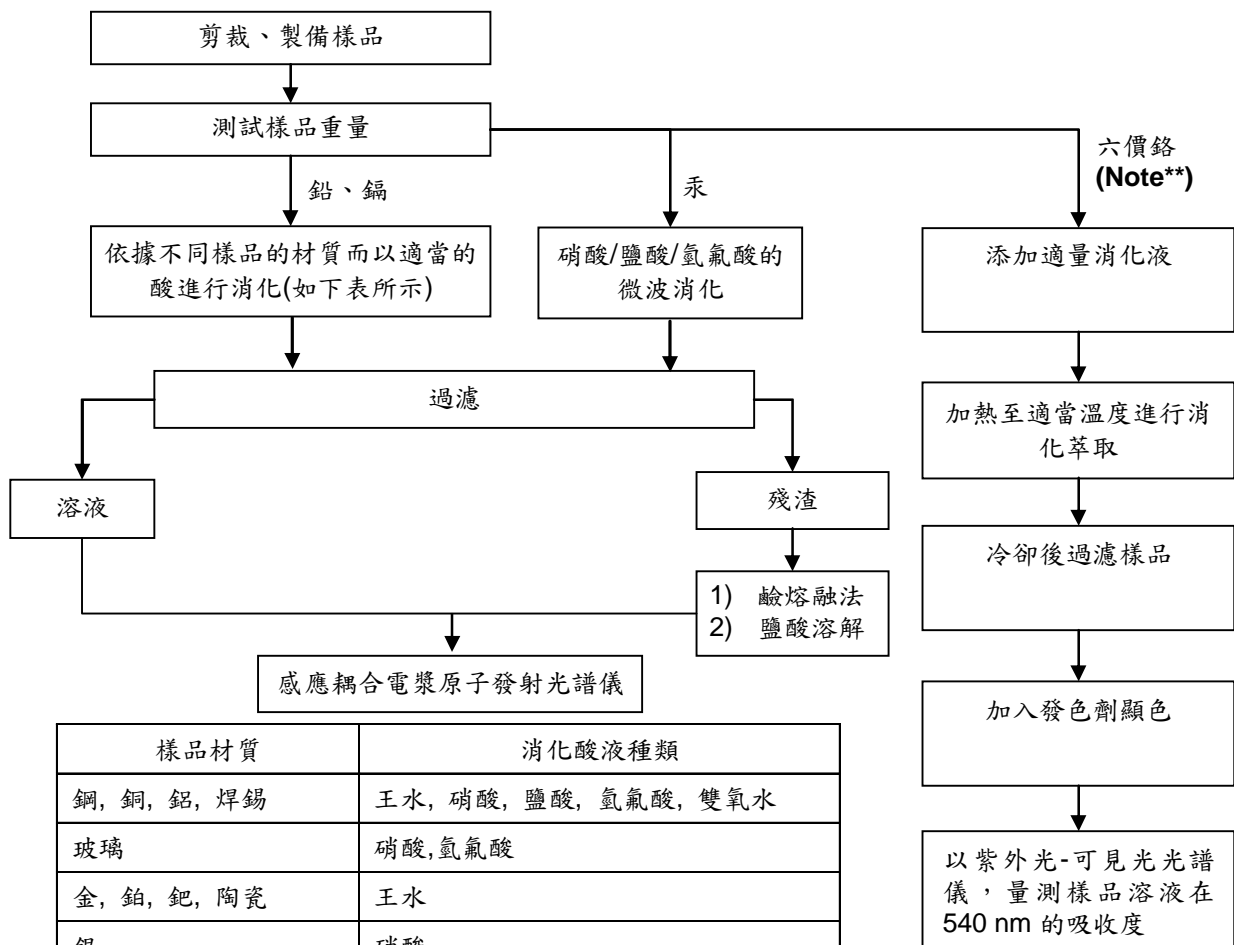 剪裁、製備樣品
測試樣品重量
鉛、鎘
汞
六價鉻
(Note**)
依據不同樣品的材質而以適當的
酸進行消化(如下表所示)
硝酸/鹽酸/氫氟酸的
微波消化
添加適量消化液
過濾
加熱至適當溫度進行消
化萃取
溶液
殘渣
冷卻後過濾樣品
1) 鹼熔融法
2) 鹽酸溶解
感應耦合電漿原子發射光譜儀
加入發色劑顯色
樣品材質 消化酸液種類
鋼, 銅, 鋁, 焊錫 王水, 硝酸, 鹽酸, 氫氟酸, 雙氧水
玻璃 硝酸,氫氟酸
金, 鉑, 鈀, 陶瓷 王水
銀 硝酸
以紫外光-可見光光譜
儀，量測樣品溶液在
540 nm 的吸收度